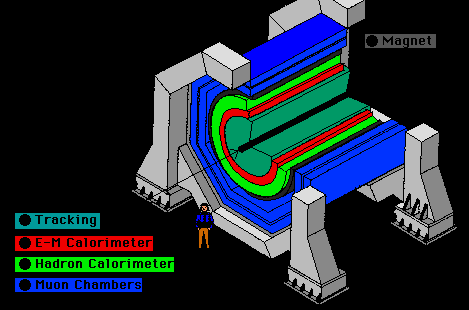 Magnet
Tracking
E-M Calorimeter
Hadron Calorimeter
Muon Chambers